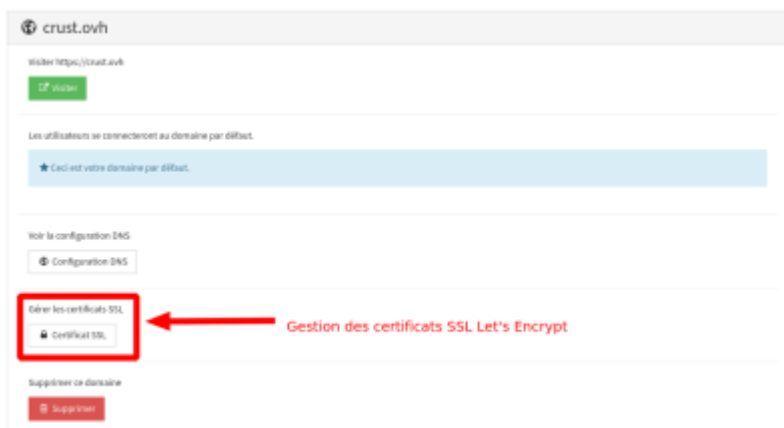 crust.ovh
Visiter https://crust.ovh
Visiter
Les utilisateurs se connecteront au domaine par défaut.
Ceci est votre domaine par défaut.
Voir la configuration DNS
Configuration DNS
Gérer les certificats SSL
Certificat SSL
Gestion des certificats SSL Let's Encrypt
Supprimer ce domaine
Supprimer